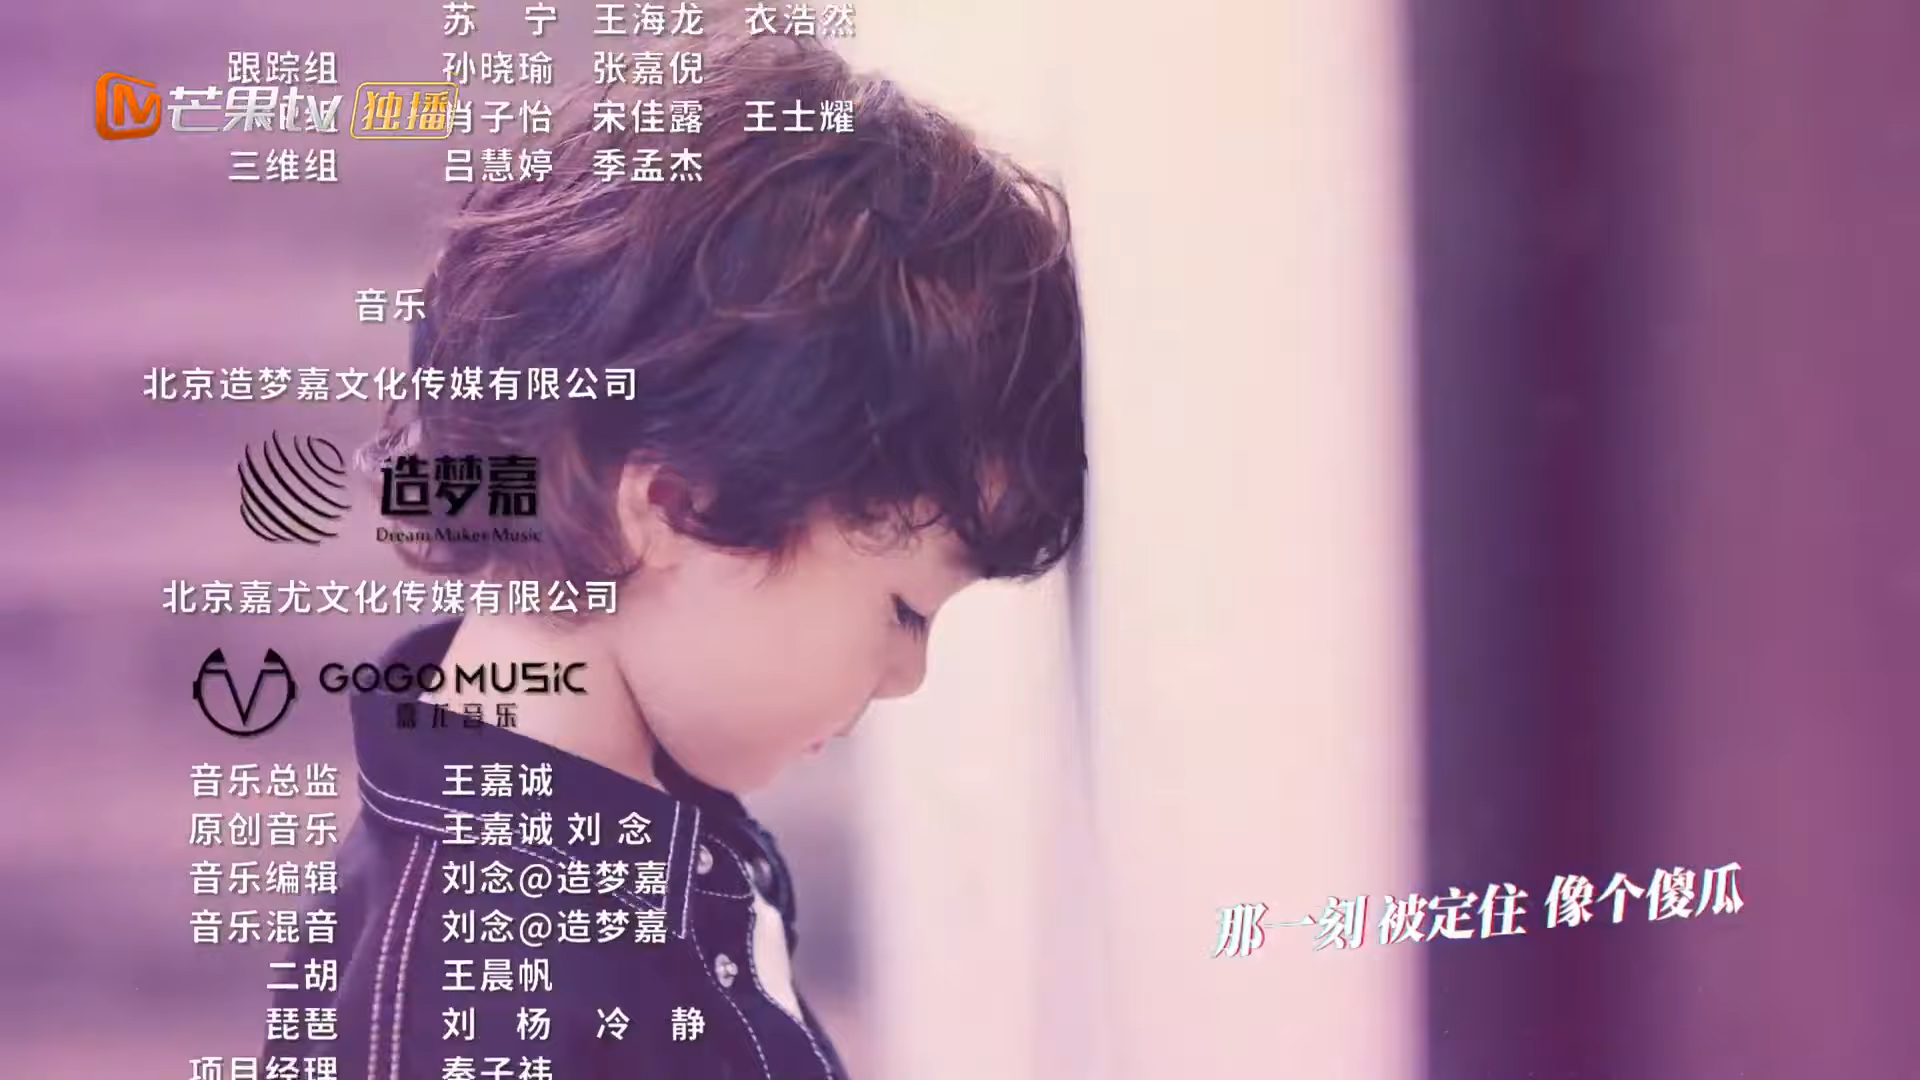 苏 宁 王海龙 衣浩然
跟踪组 孙晓瑜 张嘉倪
芒果tv 独播
组 肖子怡 宋佳露 王士耀
三维组 吕慧婷 季孟杰
音乐
北京造梦嘉文化传媒有限公司
造梦嘉
Dream Maker Music
北京嘉尤文化传媒有限公司
GOGO MUSIC
嘉尤音乐
音乐总监 王嘉诚
原创音乐 王嘉诚 刘 念
音乐编辑 刘念@造梦嘉
音乐混音 刘念@造梦嘉
二胡 王晨帆
琵琶 刘 杨 冷 静
项目经理 秦子祎
那一刻 被定住 像个傻瓜